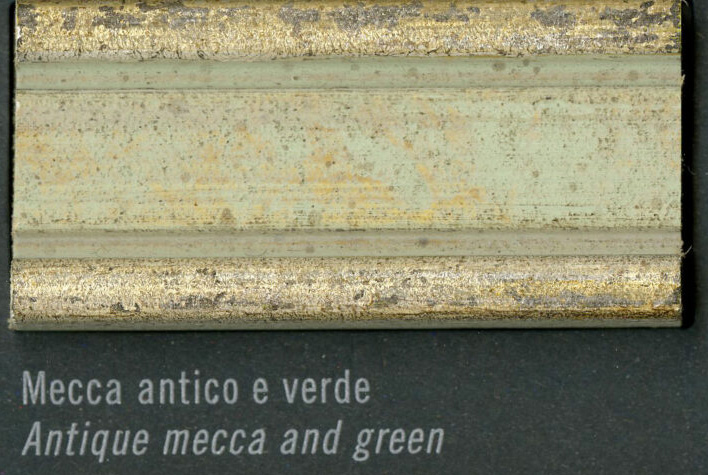 Mecca antico e verde
Antique mecca and green